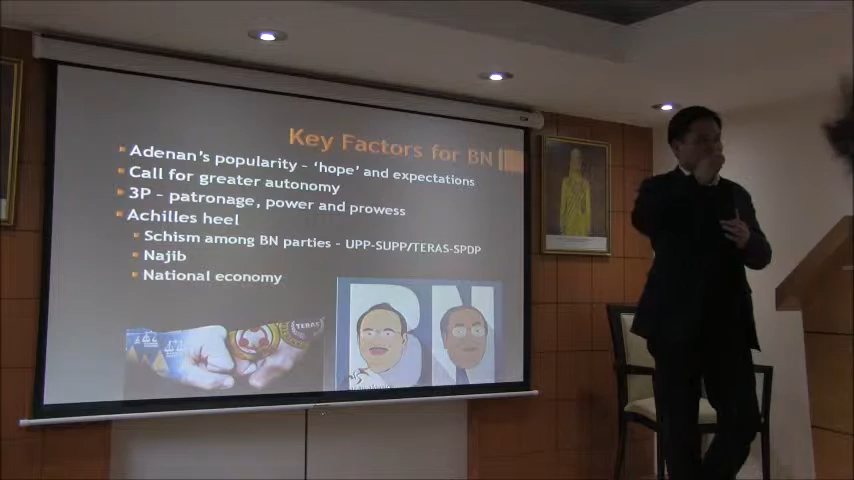 Key Factors for BN
Adenan's popularity – 'hope' and expectations
Call for greater autonomy
3P – patronage, power and prowess
Achilles heel
Schism among BN parties – UPP-SUPP/TERAS-SPDP
Najib
National economy
TERAS
BN